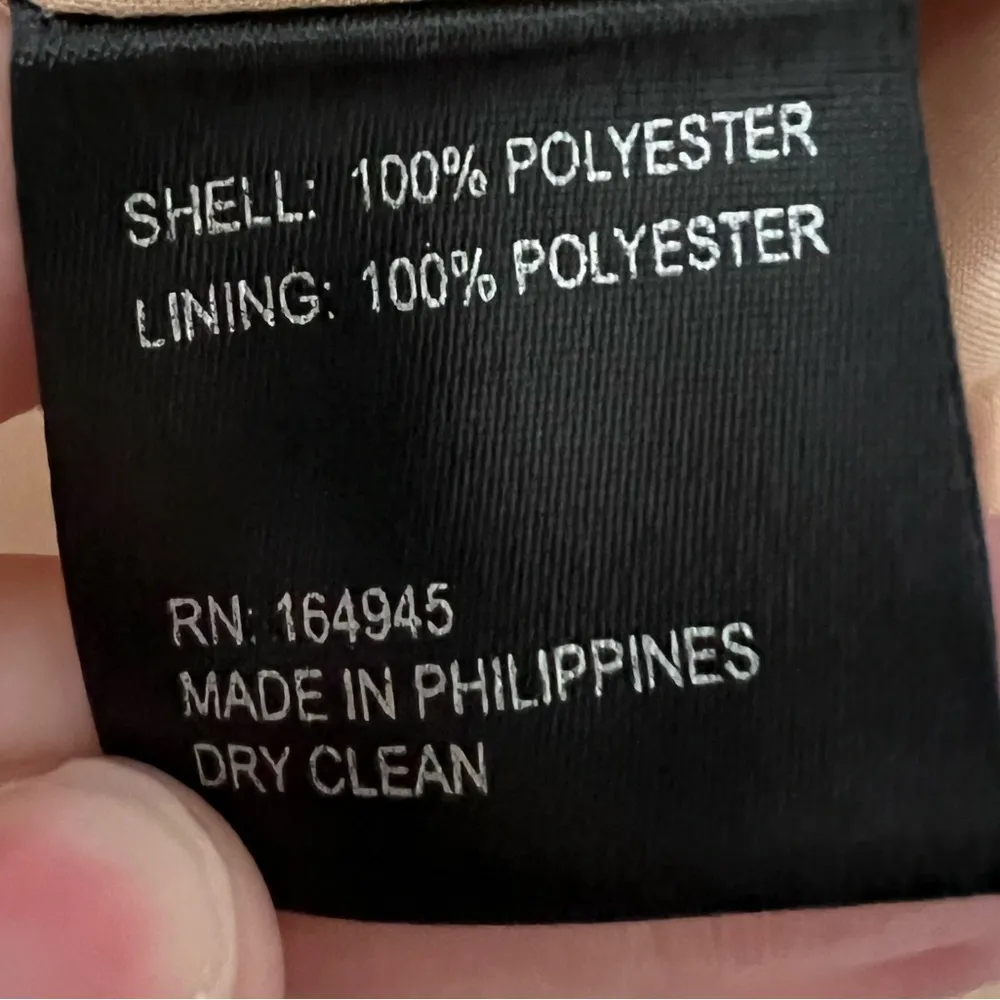 SHELL: 100% POLYESTER
LINING: 100% POLYESTER
RN: 164945
MADE IN PHILIPPINES
DRY CLEAN